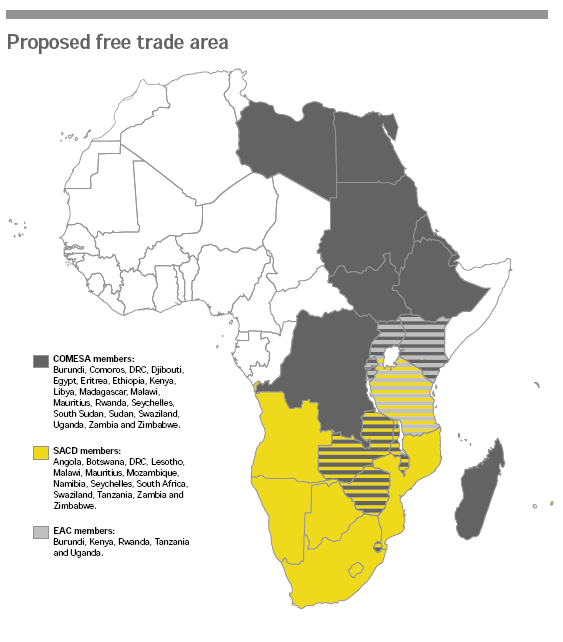 Proposed free trade area
COMESA members:
Burundi, Comoros, DRC, Djibouti,
Egypt, Eritrea, Ethiopia, Kenya,
Libya, Madagascar, Malawi,
Mauritius, Rwanda, Seychelles,
South Sudan, Sudan, Swaziland,
Uganda, Zambia and Zimbabwe.
SACD members:
Angola, Botswana, DRC, Lesotho,
Malawi, Mauritius, Mozambique,
Namibia, Seychelles, South Africa,
Swaziland, Tanzania, Zambia and
Zimbabwe.
EAC members:
Burundi, Kenya, Rwanda, Tanzania
and Uganda.